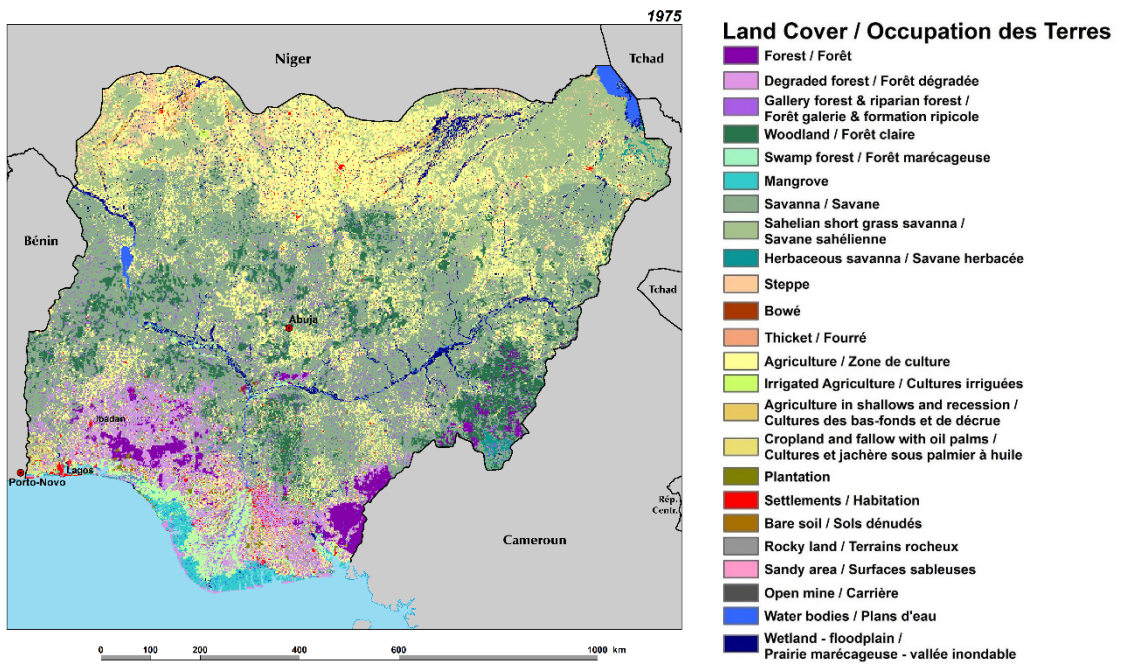 1975
Niger
Tchad
Bénin
Tchad
Abuja
Ibadan
Lagos
Porto-Novo
Rép.
Centr.
Cameroun
0 100 200 400 600 1000 km
Land Cover / Occupation des Terres
Forest / Forêt
Degraded forest / Forêt dégradée
Gallery forest & riparian forest /
Forêt galerie & formation ripicole
Woodland / Forêt claire
Swamp forest / Forêt marécageuse
Mangrove
Savanna / Savane
Sahelian short grass savanna /
Savane sahélienne
Herbaceous savanna / Savane herbacée
Steppe
Bowé
Thicket / Fourré
Agriculture / Zone de culture
Irrigated Agriculture / Cultures irriguées
Agriculture in shallows and recession /
Cultures des bas-fonds et de décrue
Cropland and fallow with oil palms /
Cultures et jachère sous palmier à huile
Plantation
Settlements / Habitation
Bare soil / Sols dénudés
Rocky land / Terrains rocheux
Sandy area / Surfaces sableuses
Open mine / Carrière
Water bodies / Plans d'eau
Wetland - floodplain /
Prairie marécageuse - vallée inondable